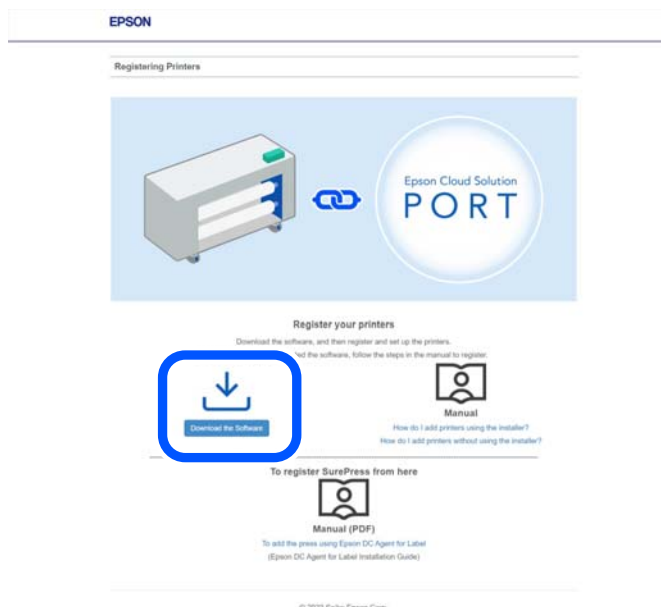 EPSON
Registering Printers
Epson Cloud Solution
PORT
Register your printers
Download the software, and then register and set up the printers.
ed the software, follow the steps in the manual to register.
Download the Software
Manual
How do I add printers using the installer?
How do I add printers without using the installer?
To register SurePress from here
Manual (PDF)
To add the press using Epson DC Agent for Label
(Epson DC Agent for Label Installation Guide)